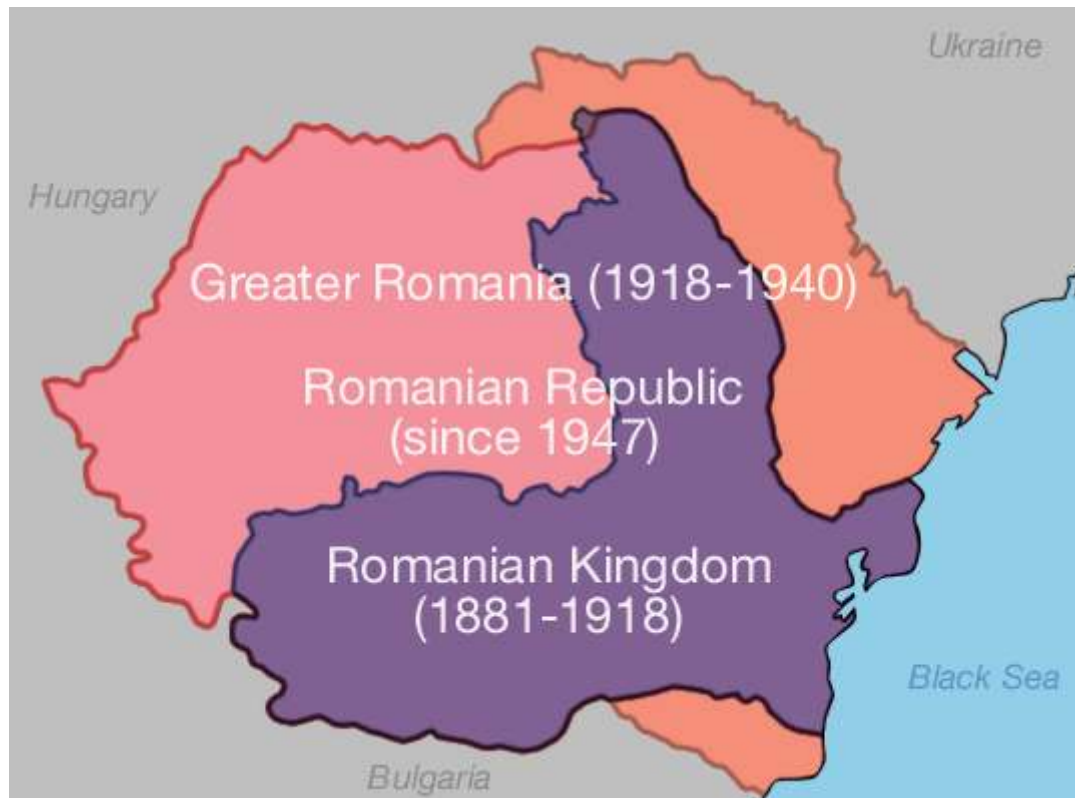 Ukraine
Hungary
Greater Romania (1918-1940)
Romanian Republic
(since 1947)
Romanian Kingdom
(1881-1918)
Black Sea
Bulgaria